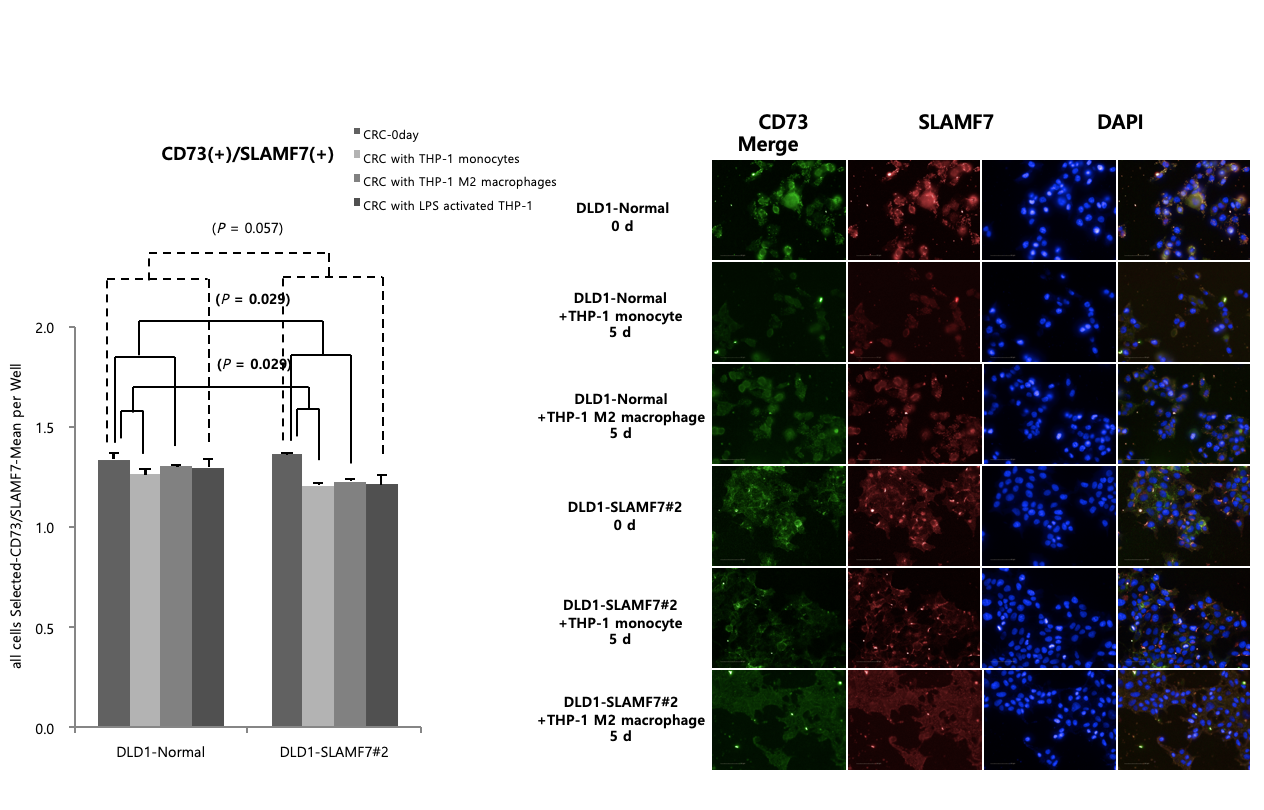 CD73(+)/SLAMF7(+)
CRC-0day
CRC with THP-1 monocytes
CRC with THP-1 M2 macrophages
CRC with LPS activated THP-1
(P = 0.057)
(P = 0.029)
(P = 0.029)
all cells Selected-CD73/SLAMF7-Mean per Well
2.0
1.5
1.0
0.5
0.0
DLD1-Normal
DLD1-SLAMF7#2
CD73 SLAMF7 DAPI
Merge
DLD1-Normal
0 d
DLD1-Normal
+THP-1 monocyte
5 d
DLD1-Normal
+THP-1 M2 macrophage
5 d
DLD1-SLAMF7#2
0 d
DLD1-SLAMF7#2
+THP-1 monocyte
5 d
DLD1-SLAMF7#2
+THP-1 M2 macrophage
5 d